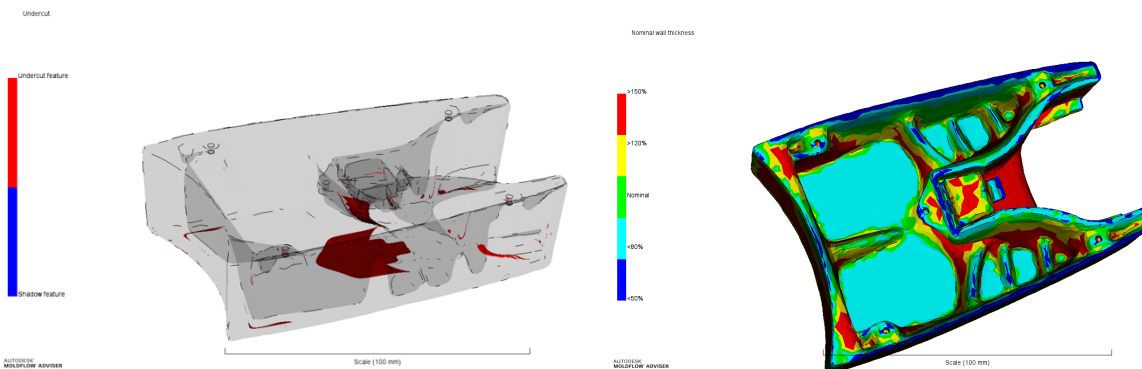 Undercut
Undercut feature
Shadow feature
Scale (100 mm)
AUTODESK'
MOLDFLOW ADVISER
Nominal wall thickness
>150%
>120%
Nominal
<80%
<50%
Scale (100 mm)
AUTODESK'
MOLDFLOW ADVISER